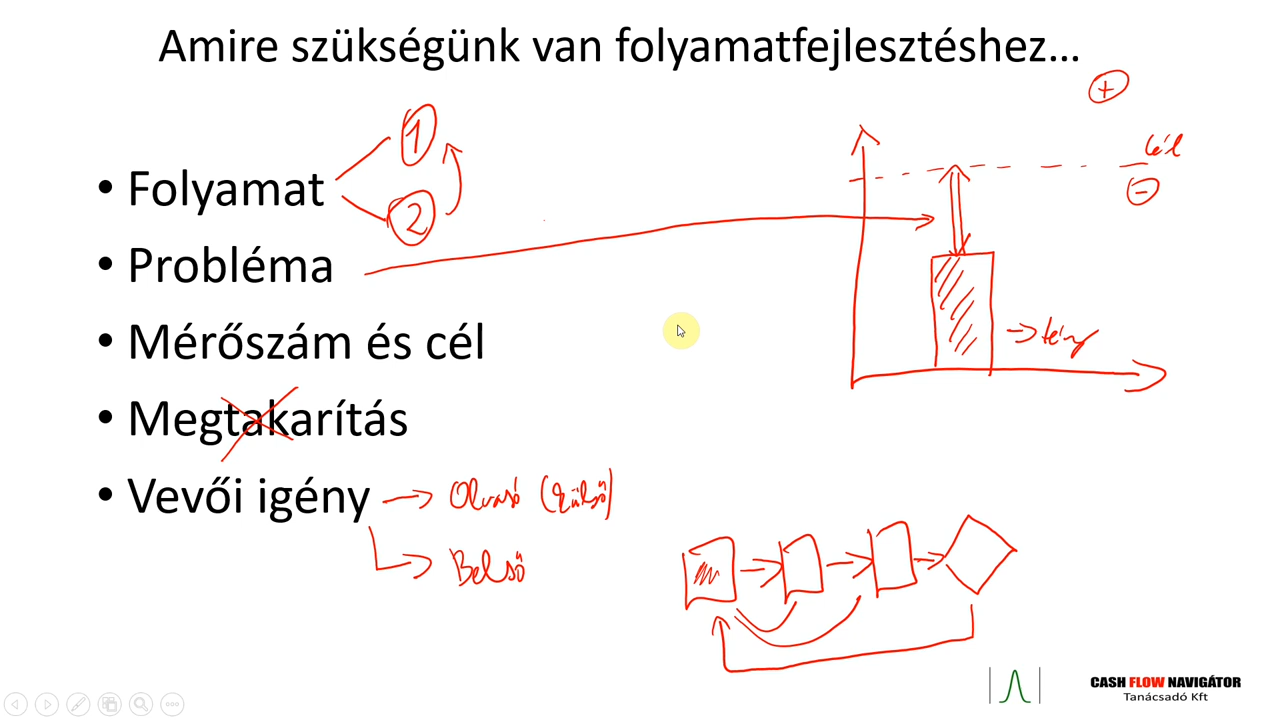 Amire szükségünk van folyamatfejlesztéshez...
+
1
cél
• Folyamat
−
2
• Probléma
• Mérőszám és cél
tény
• Megtakarítás
• Vevői igény
Olvasó (külső)
Belső
CASH FLOW NAVIGÁTOR
Tanácsadó Kft